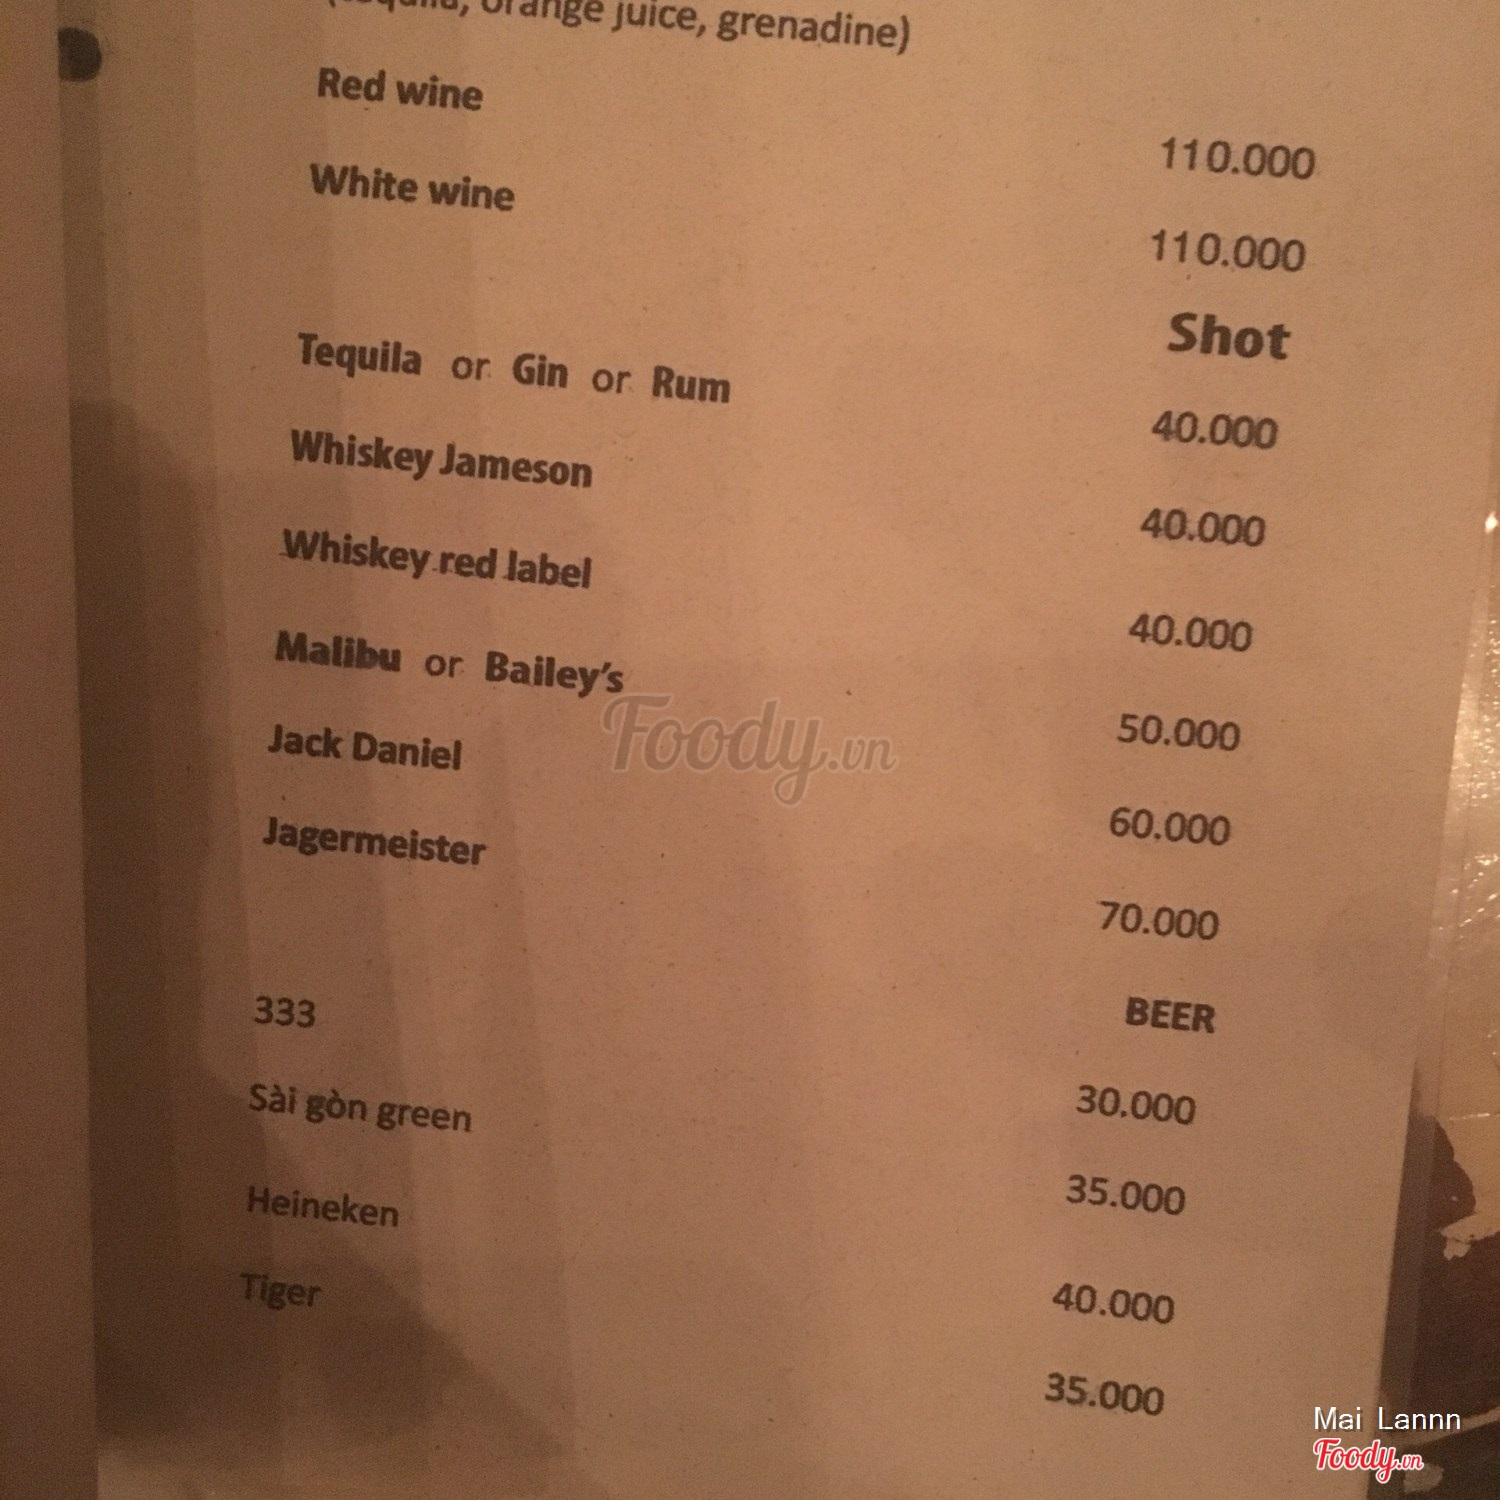 (tequila, orange juice, grenadine)
Red wine 110.000
White wine 110.000
Shot
Tequila or Gin or Rum 40.000
Whiskey Jameson 40.000
Whiskey red label 40.000
Malibu or Bailey's 50.000
Jack Daniel 60.000
Jagermeister 70.000
BEER
333 30.000
Sài gòn green 35.000
Heineken 40.000
Tiger 35.000
Foody.vn
Mai Lannn
Foody.vn